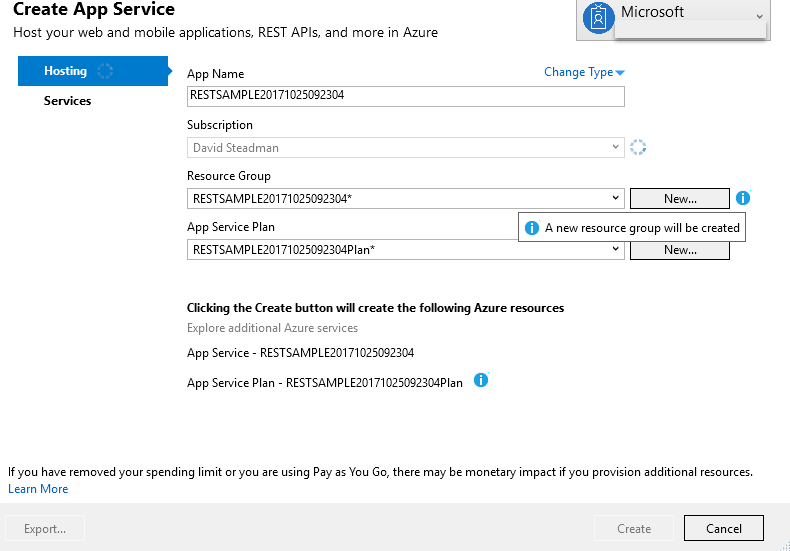 Create App Service
Microsoft
Host your web and mobile applications, REST APIs, and more in Azure
Hosting
Services
App Name
Change Type
RESTSAMPLE20171025092304
Subscription
David Steadman
Resource Group
RESTSAMPLE20171025092304*
New...
A new resource group will be created
App Service Plan
RESTSAMPLE20171025092304Plan*
New...
Clicking the Create button will create the following Azure resources
Explore additional Azure services
App Service - RESTSAMPLE20171025092304
App Service Plan - RESTSAMPLE20171025092304Plan
If you have removed your spending limit or you are using Pay as You Go, there may be monetary impact if you provision additional resources.
Learn More
Export...
Create
Cancel